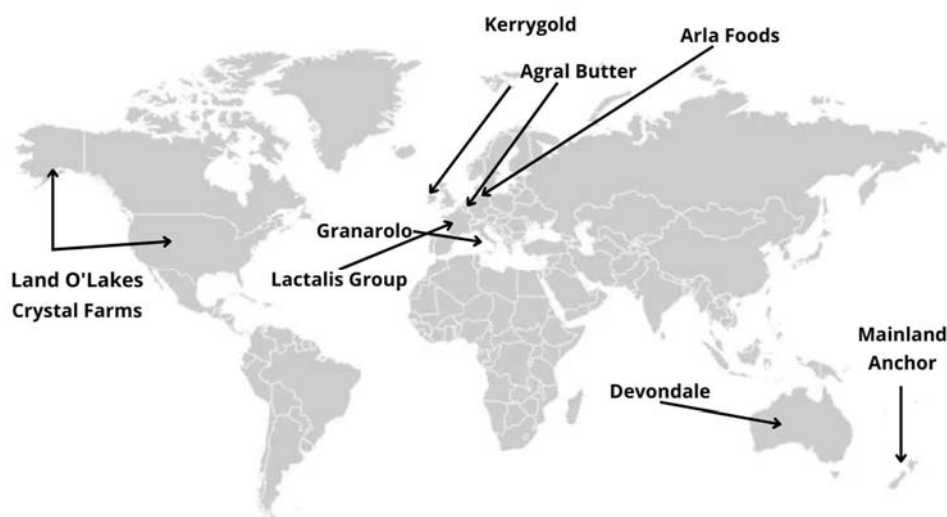 Kerrygold
Arla Foods
Agral Butter
Granarolo
Lactalis Group
Land O'Lakes
Crystal Farms
Mainland
Anchor
Devondale